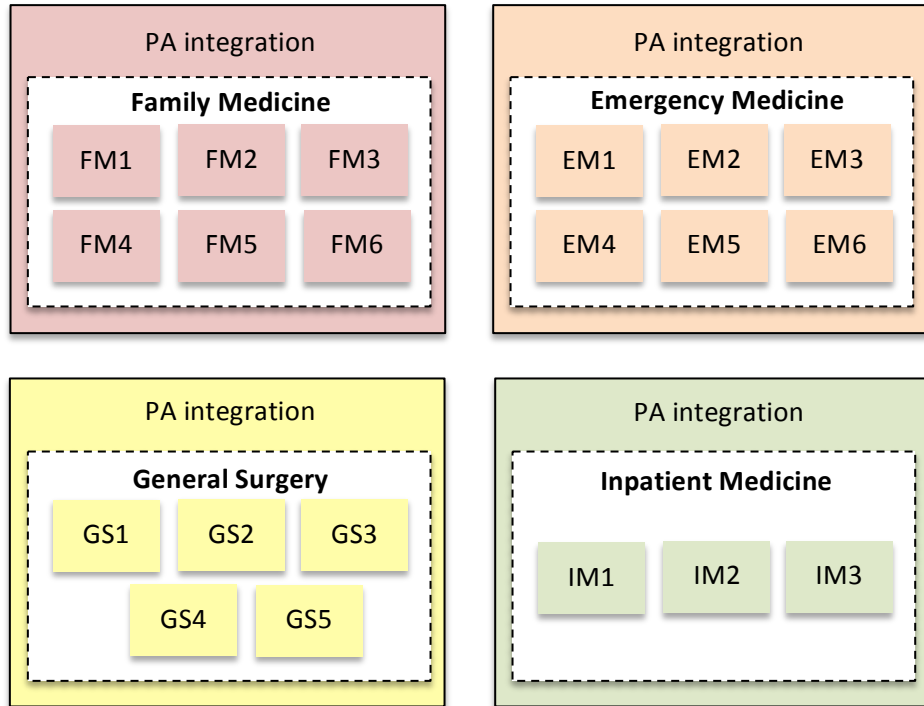 PA integration
Family Medicine
FM1 FM2 FM3
FM4 FM5 FM6
PA integration
Emergency Medicine
EM1 EM2 EM3
EM4 EM5 EM6
PA integration
General Surgery
GS1 GS2 GS3
GS4 GS5
PA integration
Inpatient Medicine
IM1 IM2 IM3